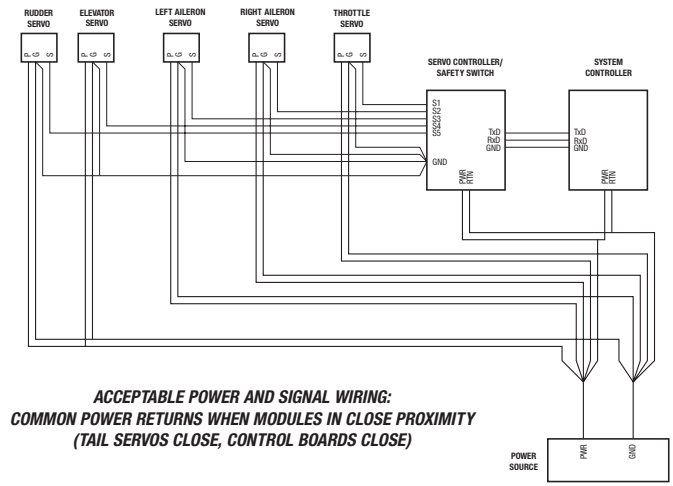 RUDDER
SERVO
ELEVATOR
SERVO
LEFT AILERON
SERVO
RIGHT AILERON
SERVO
THROTTLE
SERVO
P G S
P G S
P G S
P G S
P G S
SERVO CONTROLLER/
SAFETY SWITCH
SYSTEM
CONTROLLER
S1
S2
S3
S4
S5
GND
TxD
RxD
GND
PWR
RTN
TxD
RxD
GND
PWR
RTN
ACCEPTABLE POWER AND SIGNAL WIRING:
COMMON POWER RETURNS WHEN MODULES IN CLOSE PROXIMITY
(TAIL SERVOS CLOSE, CONTROL BOARDS CLOSE)
POWER
SOURCE
PWR
GND